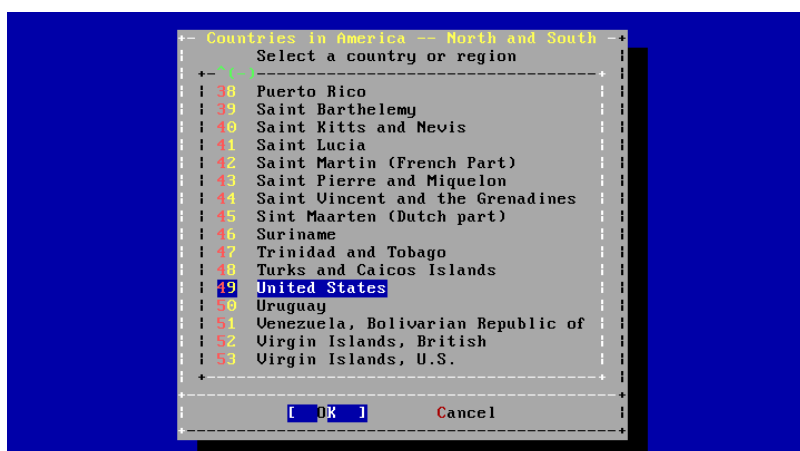 Countries in America -- North and South
Select a country or region
^(-)
38 Puerto Rico
39 Saint Barthelemy
40 Saint Kitts and Nevis
41 Saint Lucia
42 Saint Martin (French Part)
43 Saint Pierre and Miquelon
44 Saint Vincent and the Grenadines
45 Sint Maarten (Dutch part)
46 Suriname
47 Trinidad and Tobago
48 Turks and Caicos Islands
49 United States
50 Uruguay
51 Venezuela, Bolivarian Republic of
52 Virgin Islands, British
53 Virgin Islands, U.S.
[ OK ] Cancel